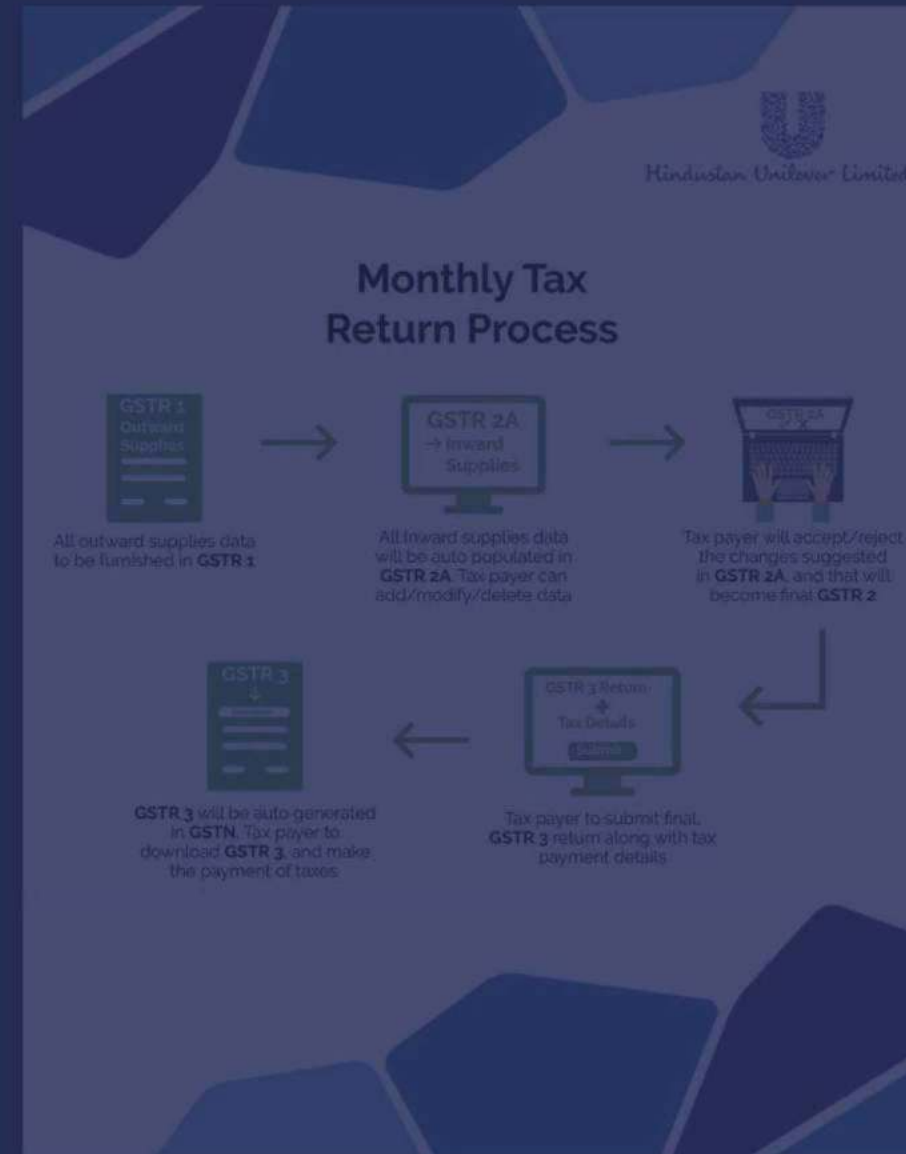 Hindustan Unilever Limited
Monthly Tax
Return Process
GSTR 1
Outward
Supplies
All outward supplies data
to be furnished in GSTR 1
GSTR 2A
→ Inward
Supplies
All Inward supplies data
will be auto populated in
GSTR 2A. Tax payer can
add/modify/delete data
GSTR 2A
✓ X
Tax payer will accept/reject
the changes suggested
in GSTR 2A, and that will
become final GSTR 2
GSTR 3 Return
+
Tax Details
Submit
Tax payer to submit final,
GSTR 3 return along with tax
payment details
GSTR 3
GSTR 3 will be auto-generated
in GSTN. Tax payer to
download GSTR 3, and make
the payment of taxes